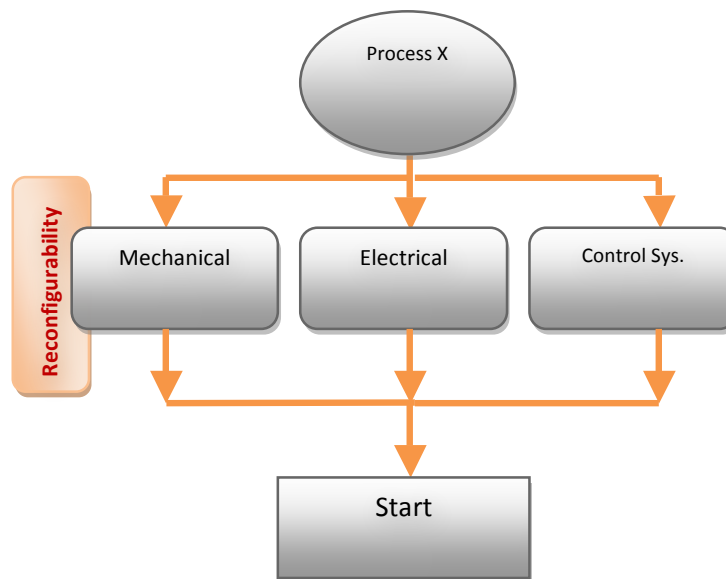 Process X
Reconfigurability
Mechanical
Electrical
Control Sys.
Start